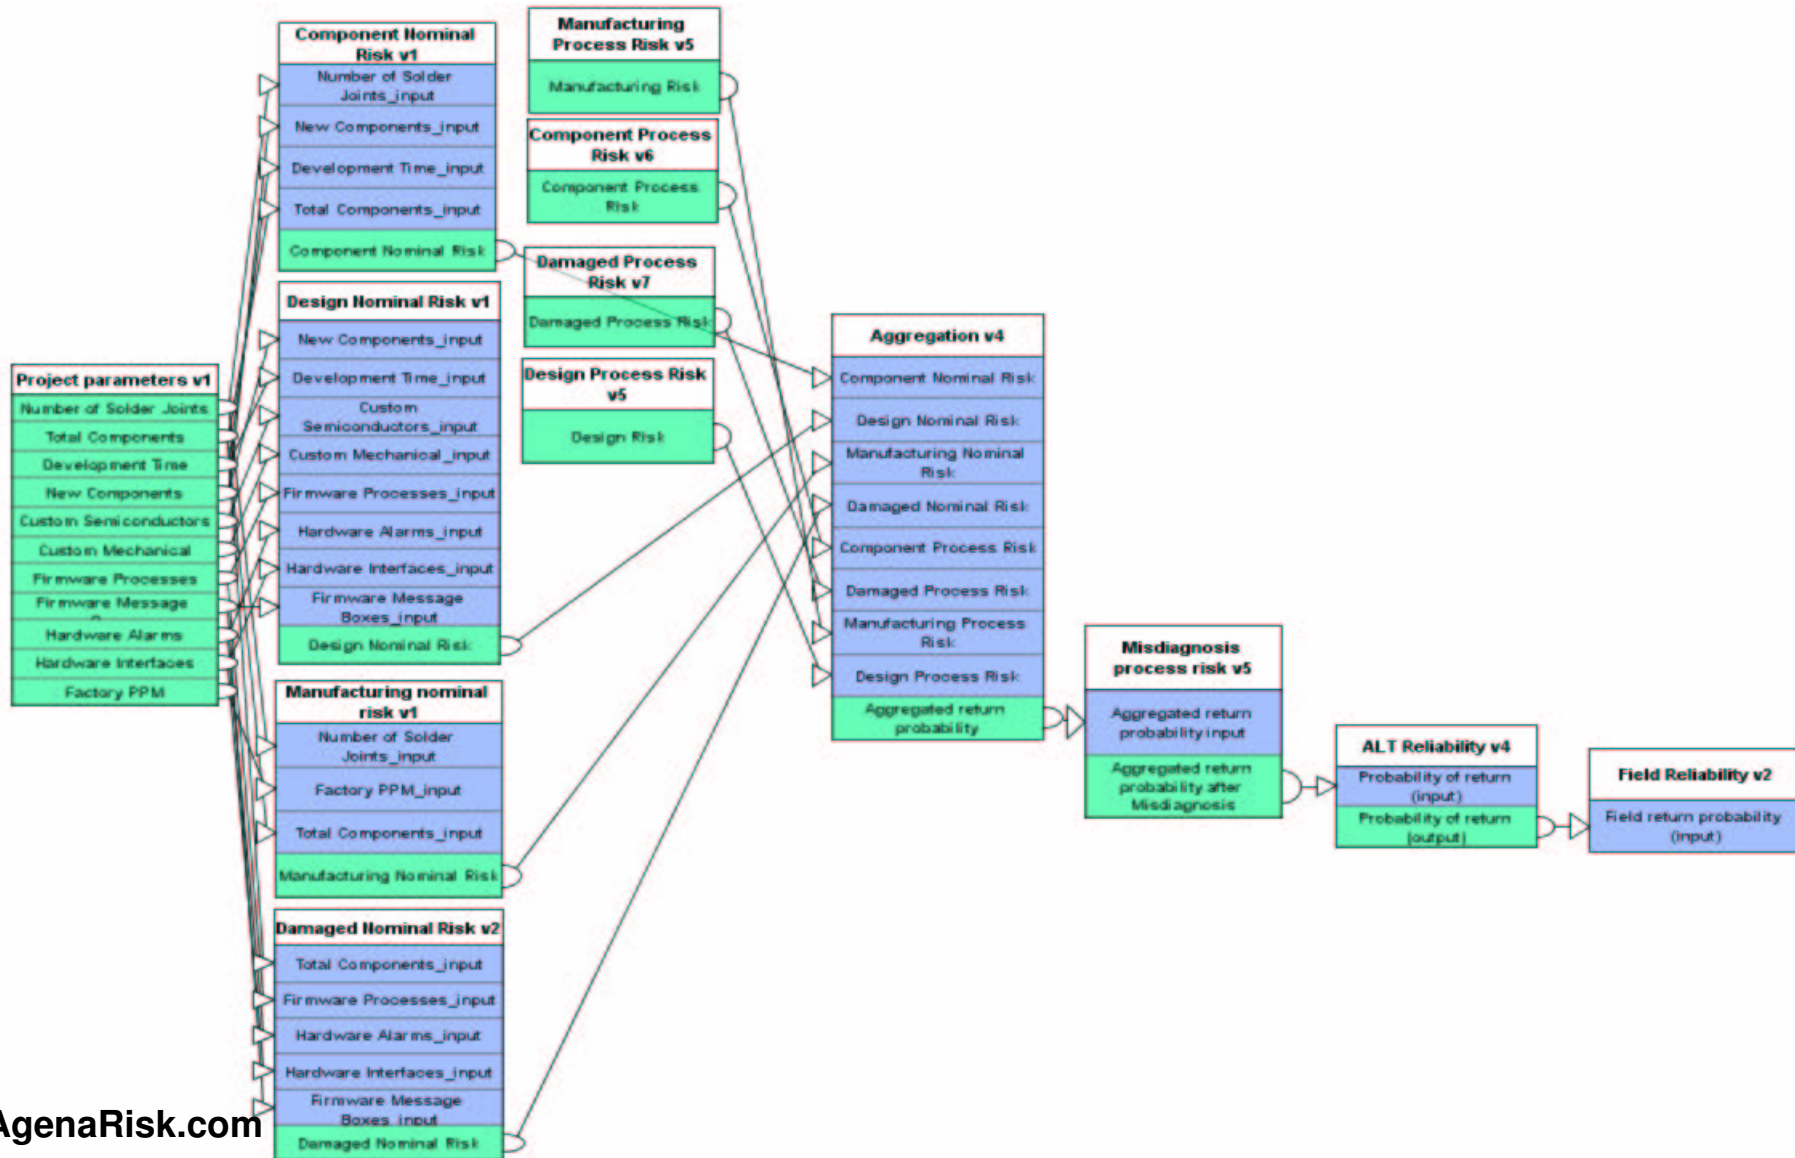 Project parameters v1
Number of Solder Joints
Total Components
Development Time
New Components
Custom Semiconductors
Custom Mechanical
Firmware Processes
Firmware Message
Hardware Alarms
Hardware Interfaces
Factory PPM
Component Nominal
Risk v1
Number of Solder
Joints_input
New Components_input
Development Time_input
Total Components_input
Component Nominal Risk
Design Nominal Risk v1
New Components_input
Development Time_input
Custom
Semiconductors_input
Custom Mechanical_input
Firmware Processes_input
Hardware Alarms_input
Hardware Interfaces_input
Firmware Message
Boxes_input
Design Nominal Risk
Manufacturing nominal
risk v1
Number of Solder
Joints_input
Factory PPM_input
Total Components_input
Manufacturing Nominal Risk
Damaged Nominal Risk v2
Total Components_input
Firmware Processes_input
Hardware Alarms_input
Hardware Interfaces_input
Firmware Message
Boxes_input
Damaged Nominal Risk
Manufacturing
Process Risk v5
Manufacturing Risk
Component Process
Risk v6
Component Process
Risk
Damaged Process
Risk v7
Damaged Process Risk
Design Process Risk
v5
Design Risk
Aggregation v4
Component Nominal Risk
Design Nominal Risk
Manufacturing Nominal
Risk
Damaged Nominal Risk
Component Process Risk
Damaged Process Risk
Manufacturing Process
Risk
Design Process Risk
Aggregated return
probability
Misdiagnosis
process risk v5
Aggregated return
probability input
Aggregated return
probability after
Misdiagnosis
ALT Reliability v4
Probability of return
(input)
Probability of return
(output)
Field Reliability v2
Field return probability
(input)
AgenaRisk.com